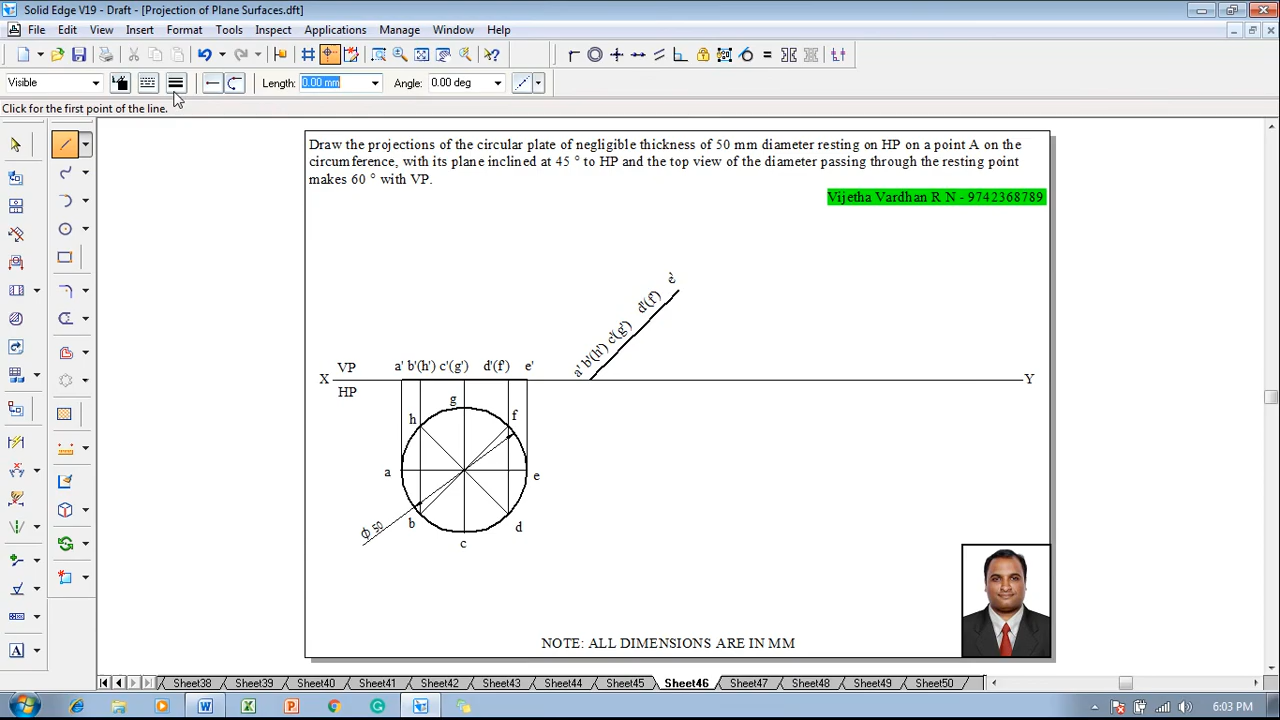 Solid Edge V19 - Draft - [Projection of Plane Surfaces.dft]
File Edit View Insert Format Tools Inspect Applications Manage Window Help
Visible Length: 0.00 mm Angle: 0.00 deg
Click for the first point of the line.
Draw the projections of the circular plate of negligible thickness of 50 mm diameter resting on HP on a point A on the
circumference, with its plane inclined at 45 ° to HP and the top view of the diameter passing through the resting point
makes 60 ° with VP.
Vijetha Vardhan R N - 9742368789
e'
d'(f')
c'(g')
b'(h')
a'
VP a' b'(h') c'(g') d'(f') e'
X Y
HP
g
h f
a e
b d
ϕ 50
c
NOTE: ALL DIMENSIONS ARE IN MM
Sheet38 Sheet39 Sheet40 Sheet41 Sheet42 Sheet43 Sheet44 Sheet45 Sheet46 Sheet47 Sheet48 Sheet49 Sheet50
6:03 PM